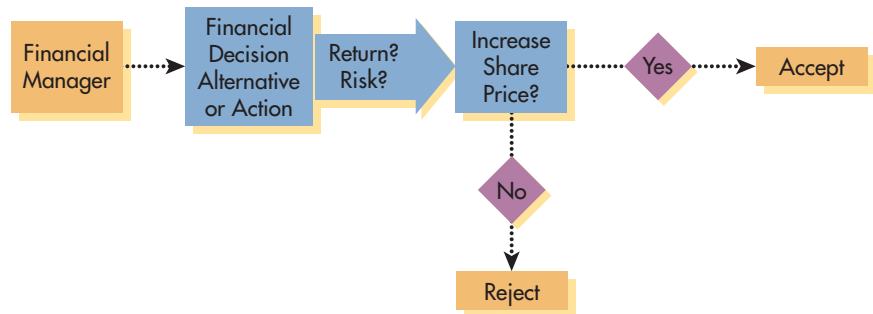 Financial
Manager
Financial
Decision
Alternative
or Action
Return?
Risk?
Increase
Share
Price?
Yes
Accept
No
Reject